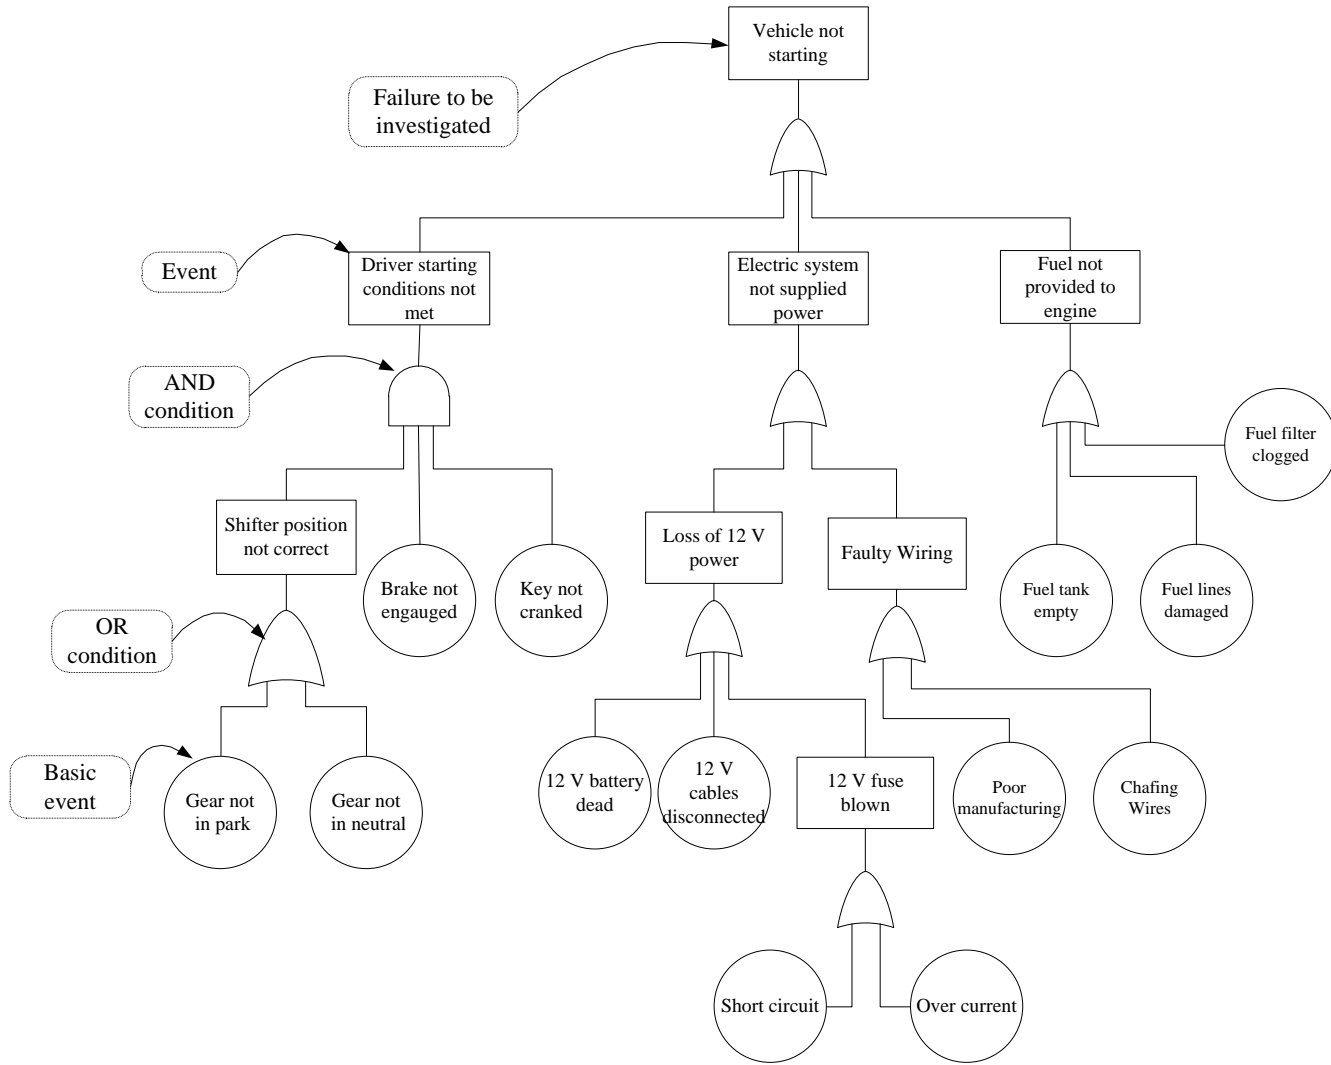 Vehicle not
starting
Failure to be
investigated
Event
Driver starting
conditions not
met
Electric system
not supplied
power
Fuel not
provided to
engine
AND
condition
Fuel filter
clogged
Shifter position
not correct
Loss of 12 V
power
Faulty Wiring
Brake not
engauged
Key not
cranked
Fuel tank
empty
Fuel lines
damaged
OR
condition
Basic
event
Gear not
in park
Gear not
in neutral
12 V battery
dead
12 V
cables
disconnected
12 V fuse
blown
Poor
manufacturing
Chafing
Wires
Short circuit
Over current